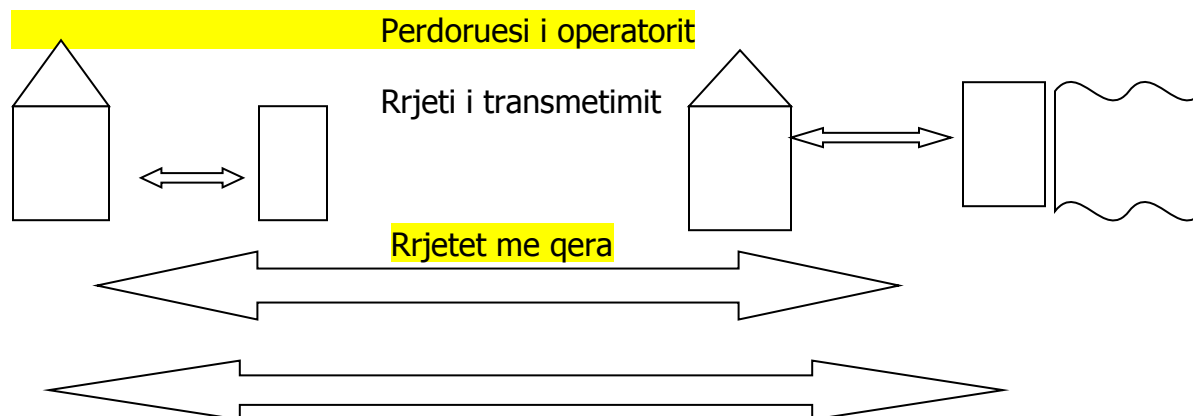 Perdoruesi i operatorit
Rrjeti i transmetimit
Rrjetet me qera